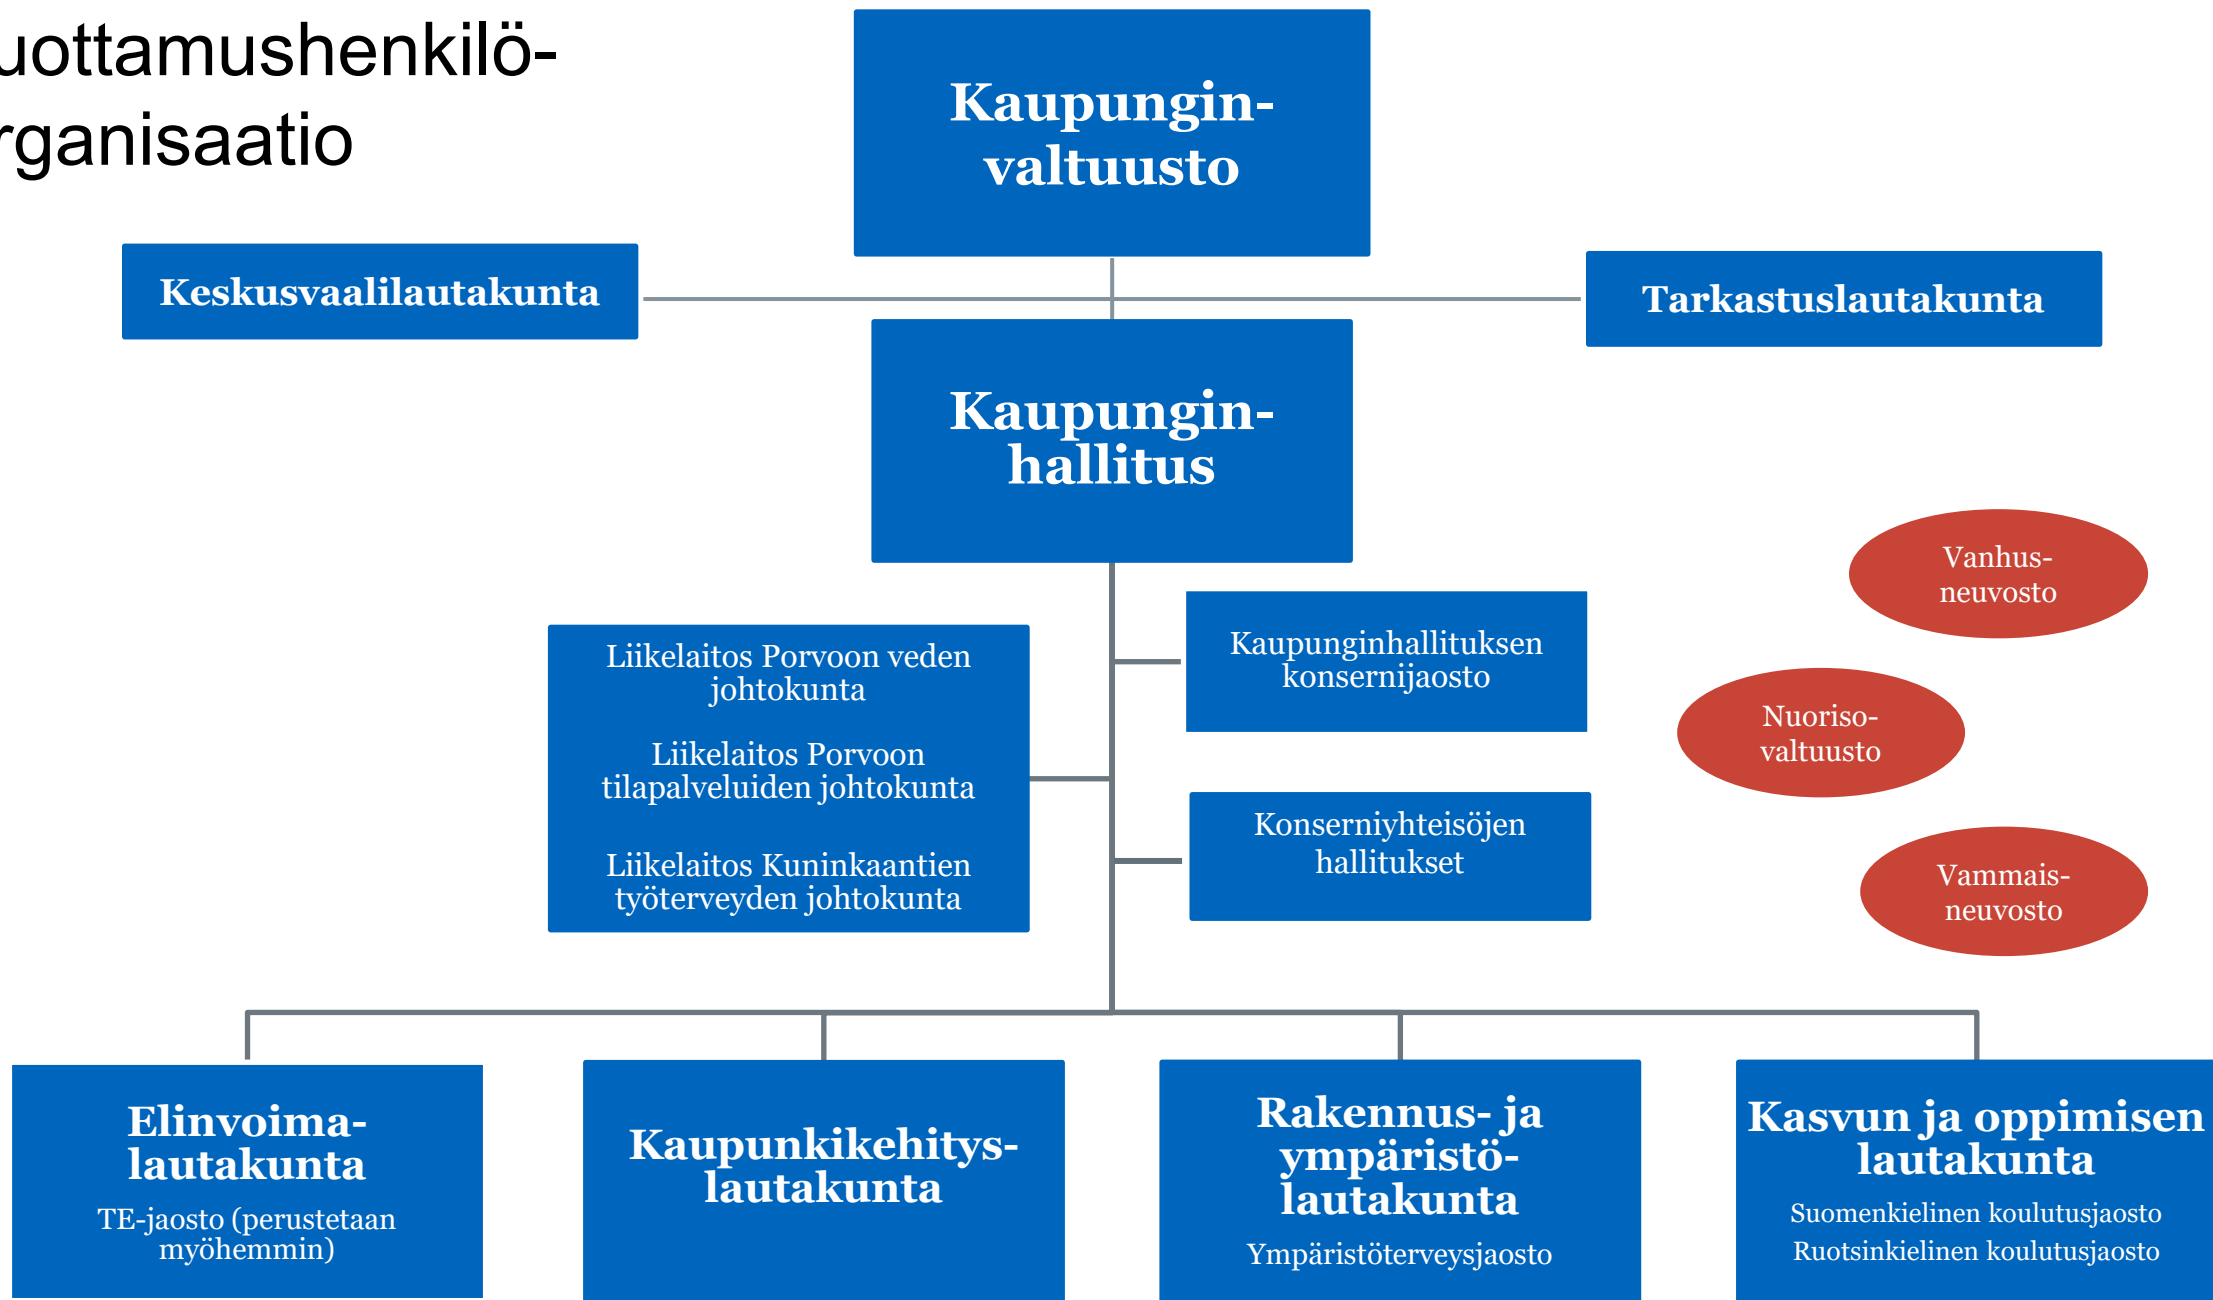 uottamushenkilö-
rganisaatio
Kaupungin-
valtuusto
Keskusvaalilautakunta
Tarkastuslautakunta
Kaupungin-
hallitus
Liikelaitos Porvoon veden
johtokunta
Liikelaitos Porvoon
tilapalveluiden johtokunta
Liikelaitos Kuninkaantien
työterveyden johtokunta
Kaupunginhallituksen
konsernijaosto
Konserniyhteisöjen
hallitukset
Vanhus-
neuvosto
Nuoriso-
valtuusto
Vammais-
neuvosto
Elinvoima-
lautakunta
TE-jaosto (perustetaan
myöhemmin)
Kaupunkikehitys-
lautakunta
Rakennus- ja
ympäristö-
lautakunta
Ympäristöterveysjaosto
Kasvun ja oppimisen
lautakunta
Suomenkielinen koulutusjaosto
Ruotsinkielinen koulutusjaosto